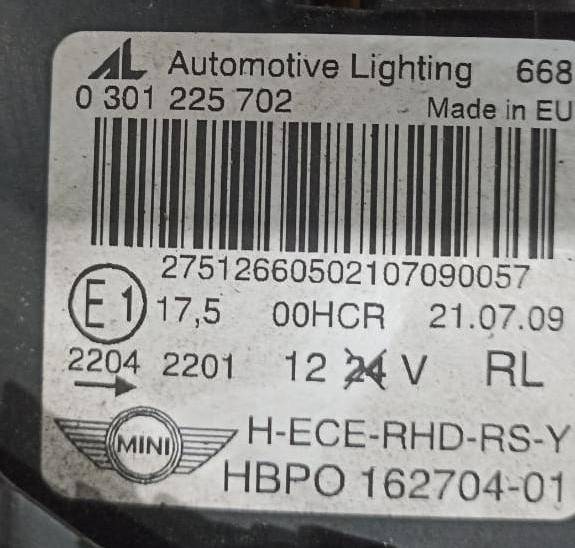 AL Automotive Lighting 668
0 301 225 702 Made in EU
27512660502107090057
E1 17,5 00HCR 21.07.09
2204 2201 12 24 V RL
MINI H-ECE-RHD-RS-Y
HBPO 162704-01